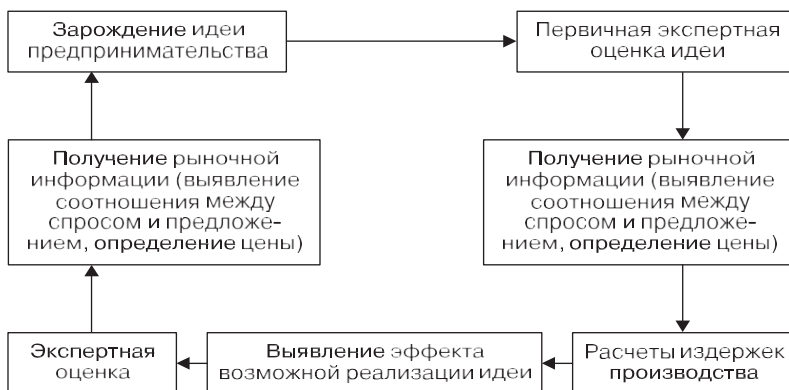 Зарождение идеи
предпринимательства
Первичная экспертная
оценка идеи
Получение рыночной
информации (выявление
соотношения между
спросом и предложе-
нием, определение цены)
Получение рыночной
информации (выявление
соотношения между
спросом и предложе-
нием, определение цены)
Экспертная
оценка
Выявление эффекта
возможной реализации идеи
Расчеты издержек
производства